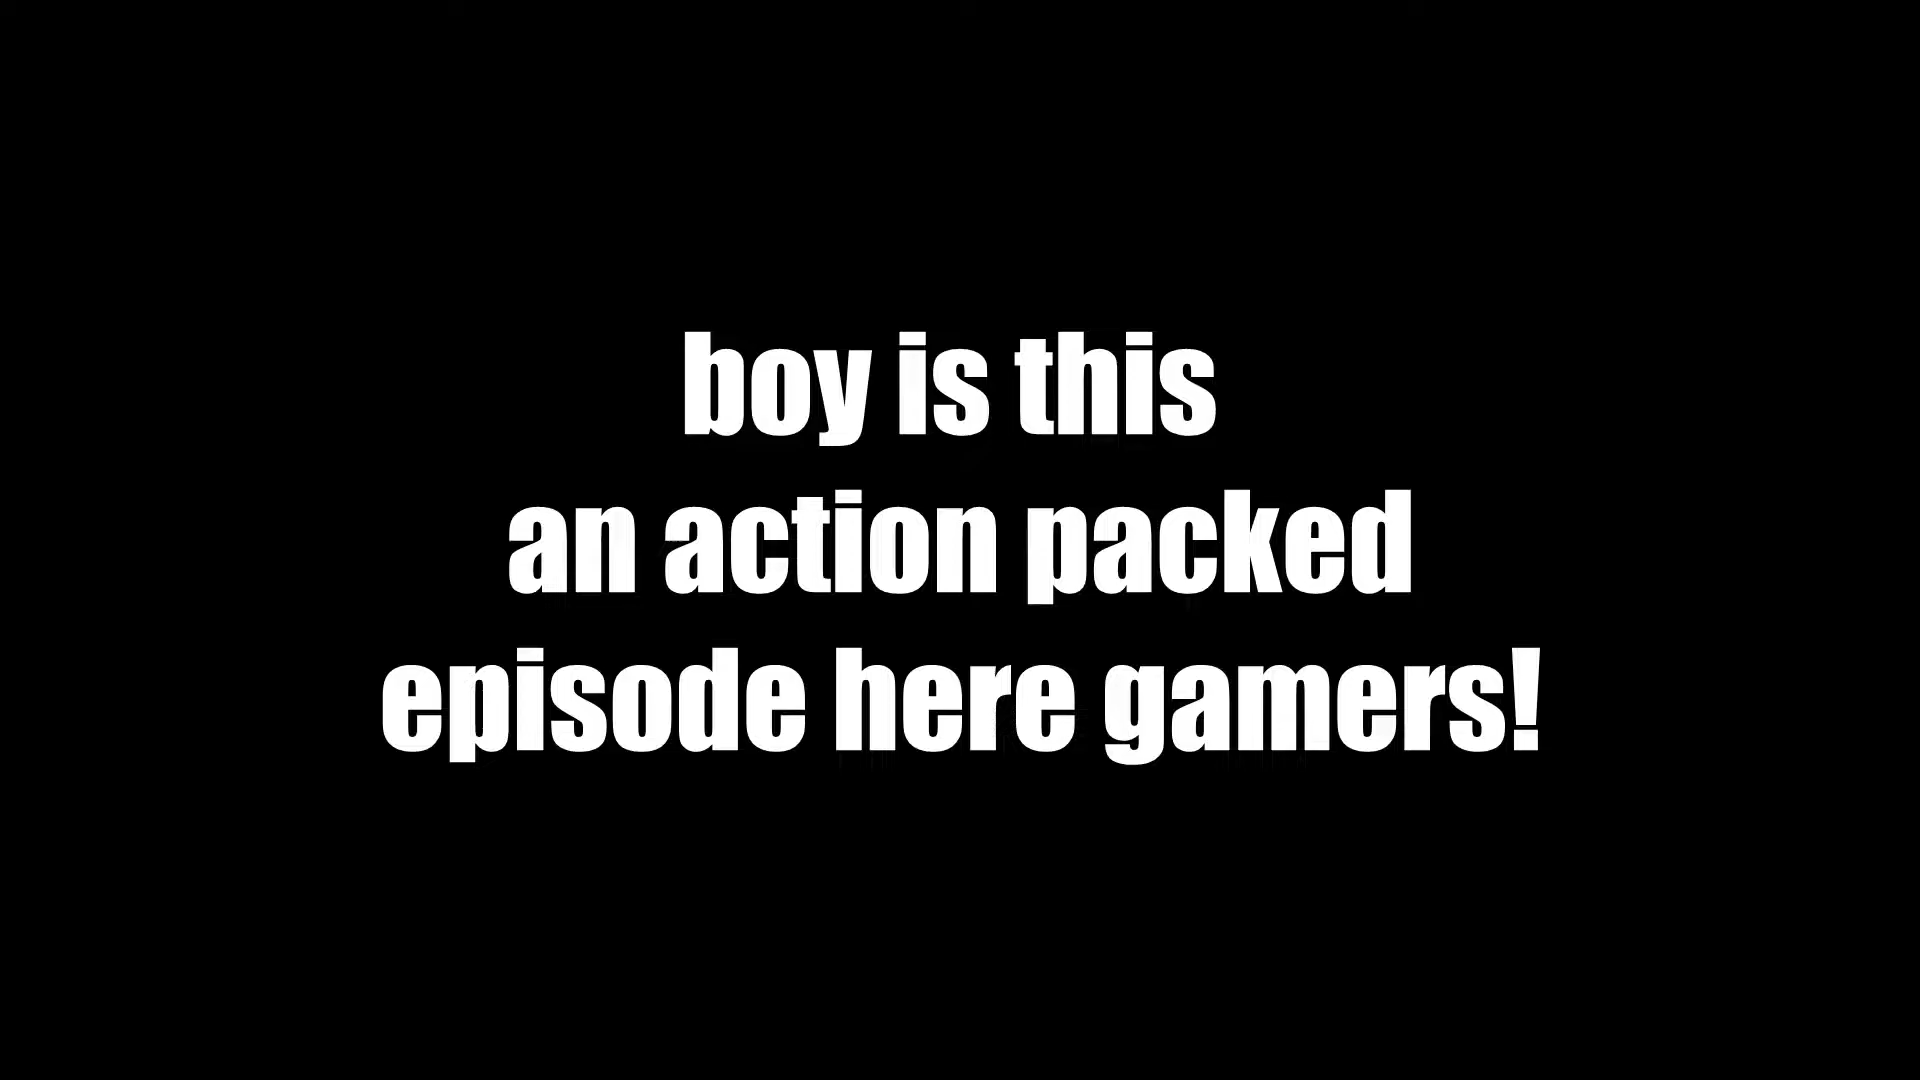 boy is this
an action packed
episode here gamers!